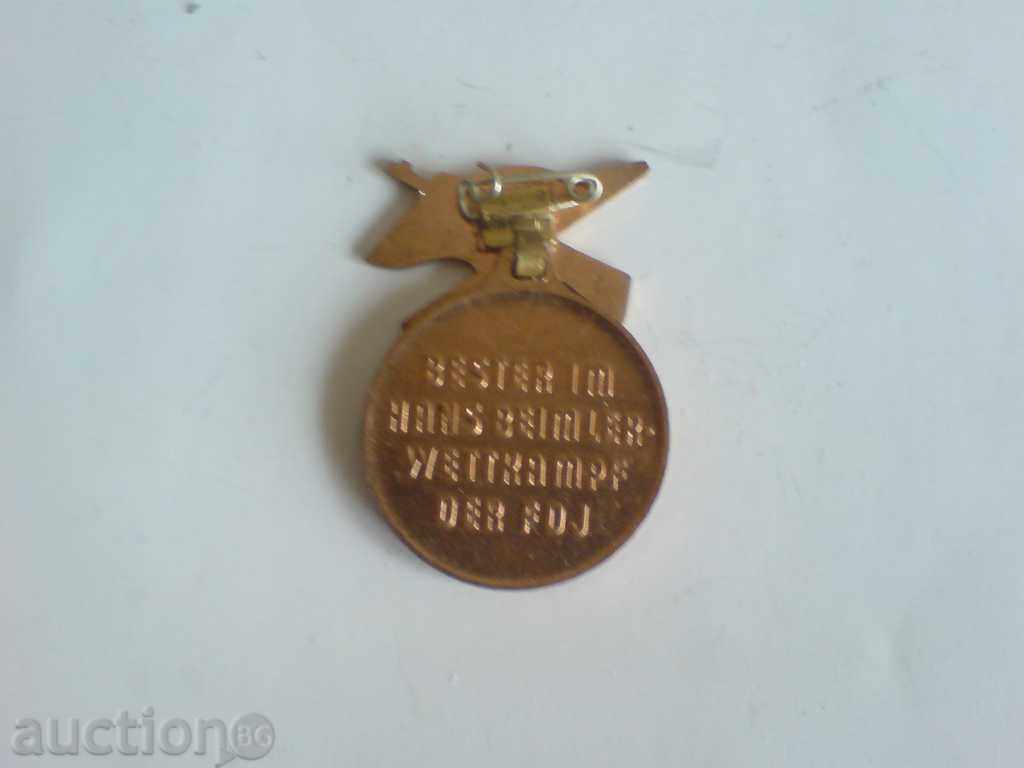 BESTER IM
HANS BEIMLER-
WETTKAMPF
DER FDJ
auction BG